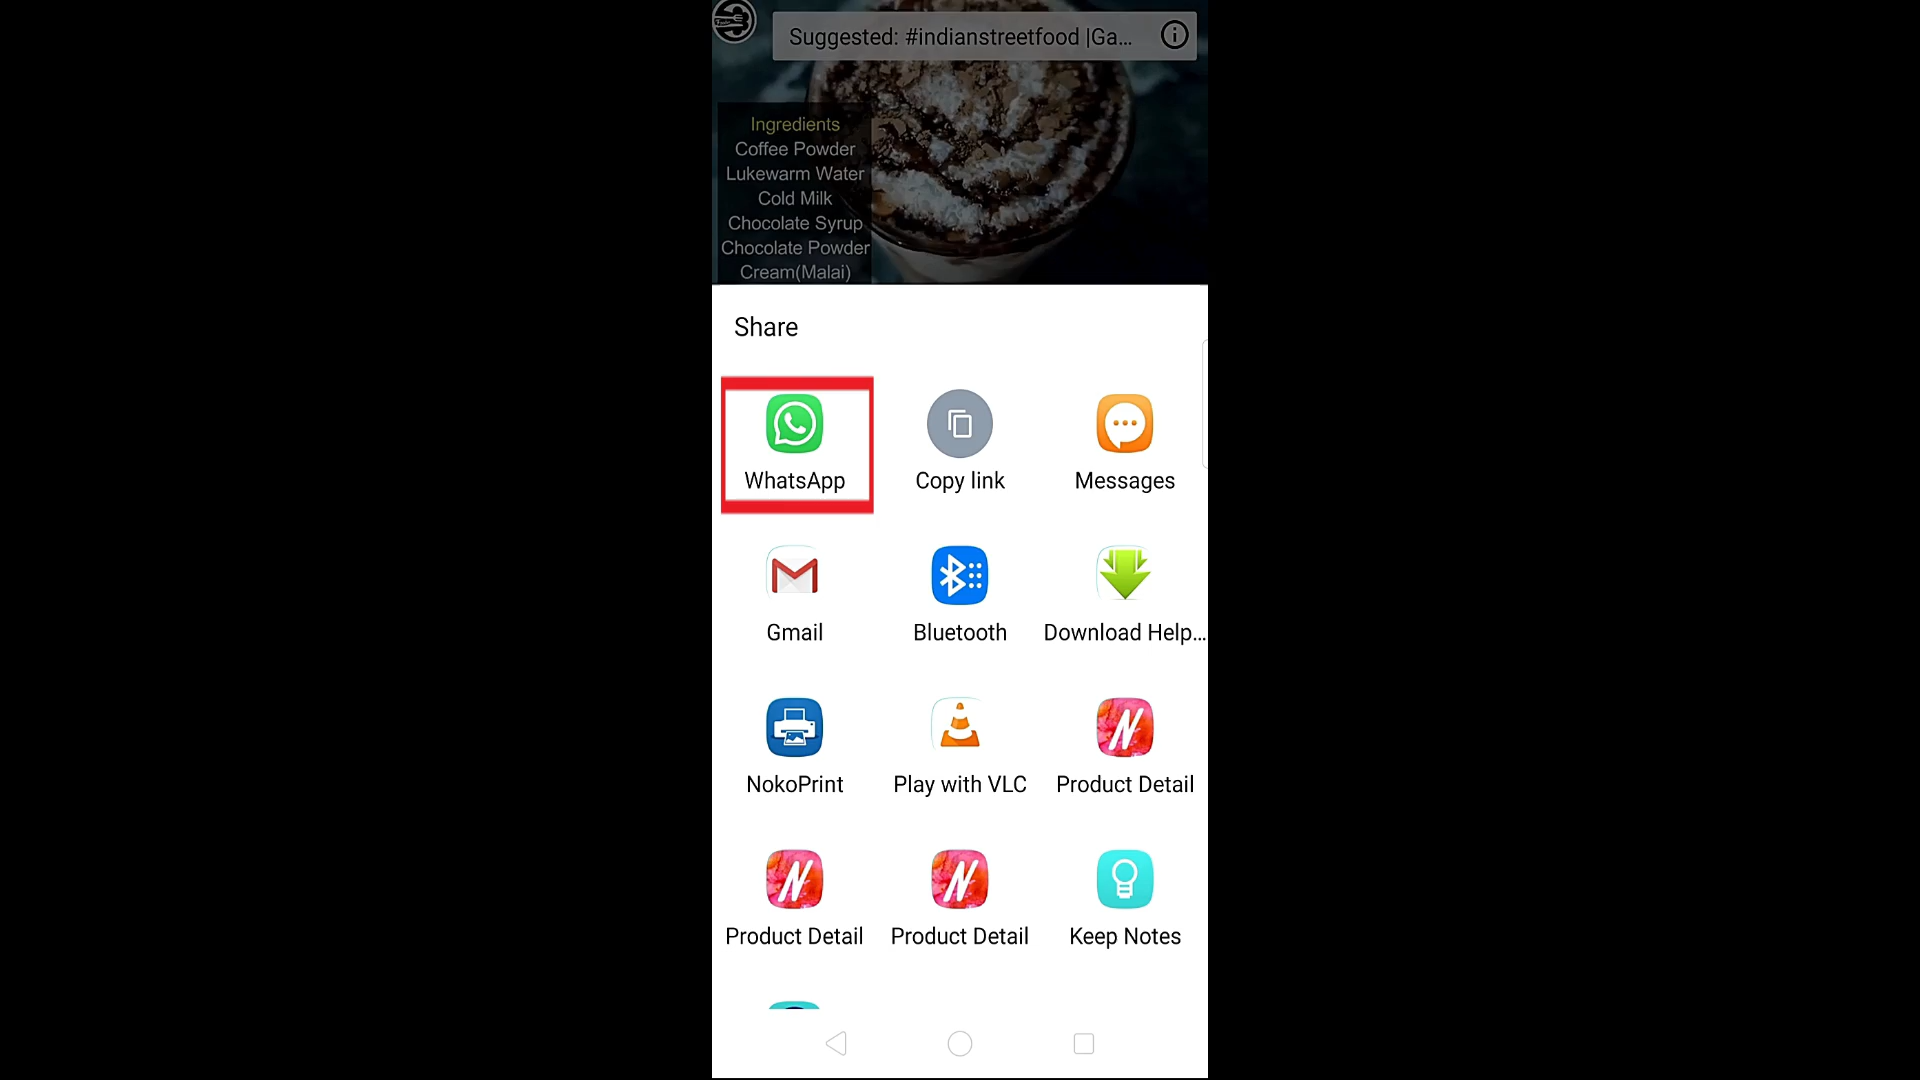 Suggested: #indianstreetfood |Ga...
Ingredients
Coffee Powder
Lukewarm Water
Cold Milk
Chocolate Syrup
Chocolate Powder
Cream(Malai)
Share
WhatsApp
Copy link
Messages
Gmail
Bluetooth
Download Help...
NokoPrint
Play with VLC
Product Detail
Product Detail
Product Detail
Keep Notes